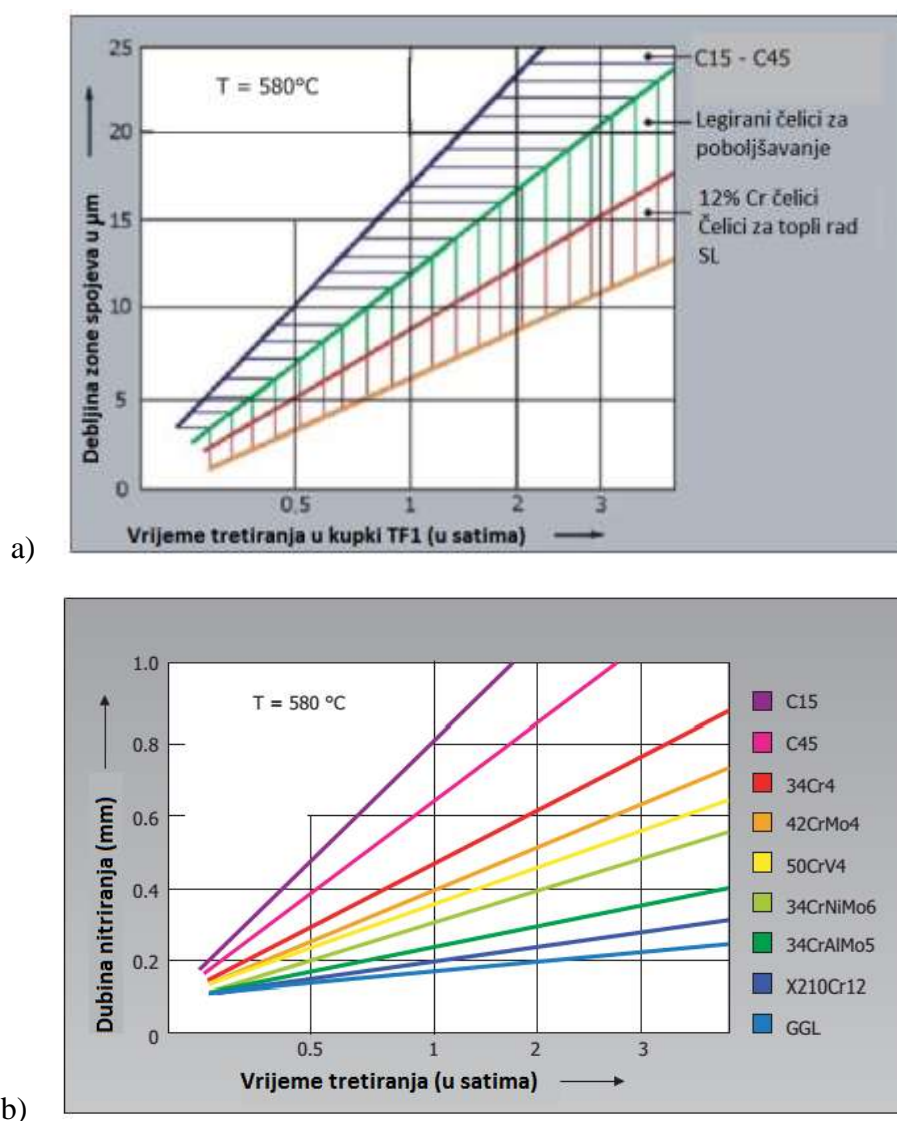 25
T = 580°C
C15 - C45
20
Legirani čelici za
poboljšavanje
15
12% Cr čelici
Čelici za topli rad
SL
10
5
0
0.5
1
2
3
Debljina zone spojeva u µm
Vrijeme tretiranja u kupki TF1 (u satima)
a)
1.0
T = 580 °C
0.8
0.6
0.4
0.2
0
0.5
1
2
3
Dubina nitriranja (mm)
Vrijeme tretiranja (u satima)
C15
C45
34Cr4
42CrMo4
50CrV4
34CrNiMo6
34CrAlMo5
X210Cr12
GGL
b)